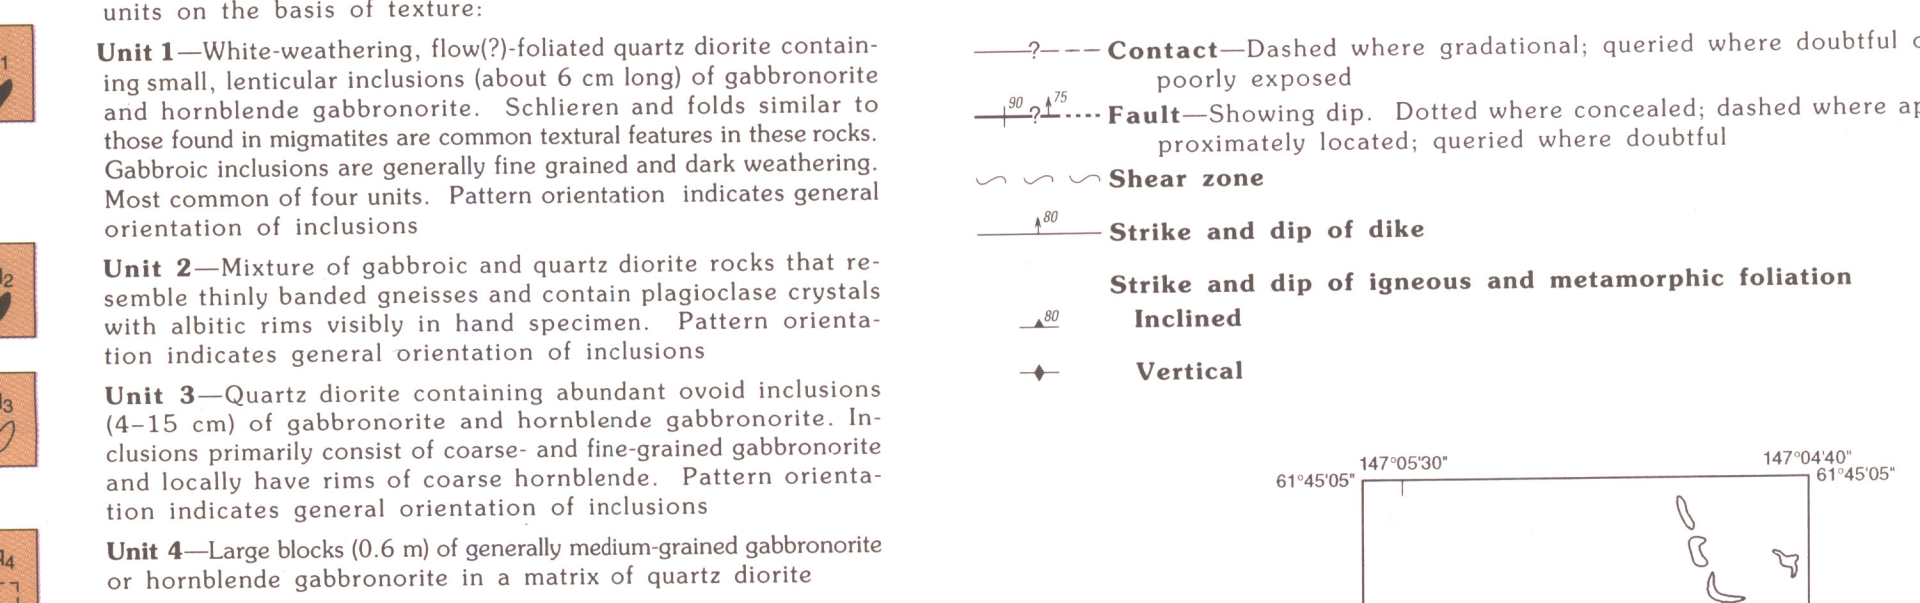 units on the basis of texture:
Unit 1—White-weathering, flow(?)-foliated quartz diorite contain-
ing small, lenticular inclusions (about 6 cm long) of gabbronorite
and hornblende gabbronorite. Schlieren and folds similar to
those found in migmatites are common textural features in these rocks.
Gabbroic inclusions are generally fine grained and dark weathering.
Most common of four units. Pattern orientation indicates general
orientation of inclusions
Unit 2—Mixture of gabbroic and quartz diorite rocks that re-
semble thinly banded gneisses and contain plagioclase crystals
with albitic rims visibly in hand specimen. Pattern orienta-
tion indicates general orientation of inclusions
Unit 3—Quartz diorite containing abundant ovoid inclusions
(4–15 cm) of gabbronorite and hornblende gabbronorite. In-
clusions primarily consist of coarse- and fine-grained gabbronorite
and locally have rims of coarse hornblende. Pattern orienta-
tion indicates general orientation of inclusions
Unit 4—Large blocks (0.6 m) of generally medium-grained gabbronorite
or hornblende gabbronorite in a matrix of quartz diorite
1
2
3
4
? Contact—Dashed where gradational; queried where doubtful
poorly exposed
90 ? 75 Fault—Showing dip. Dotted where concealed; dashed where ap
proximately located; queried where doubtful
Shear zone
80 Strike and dip of dike
Strike and dip of igneous and metamorphic foliation
80 Inclined
Vertical
147°05'30" 147°04'40"
61°45'05" 61°45'05"